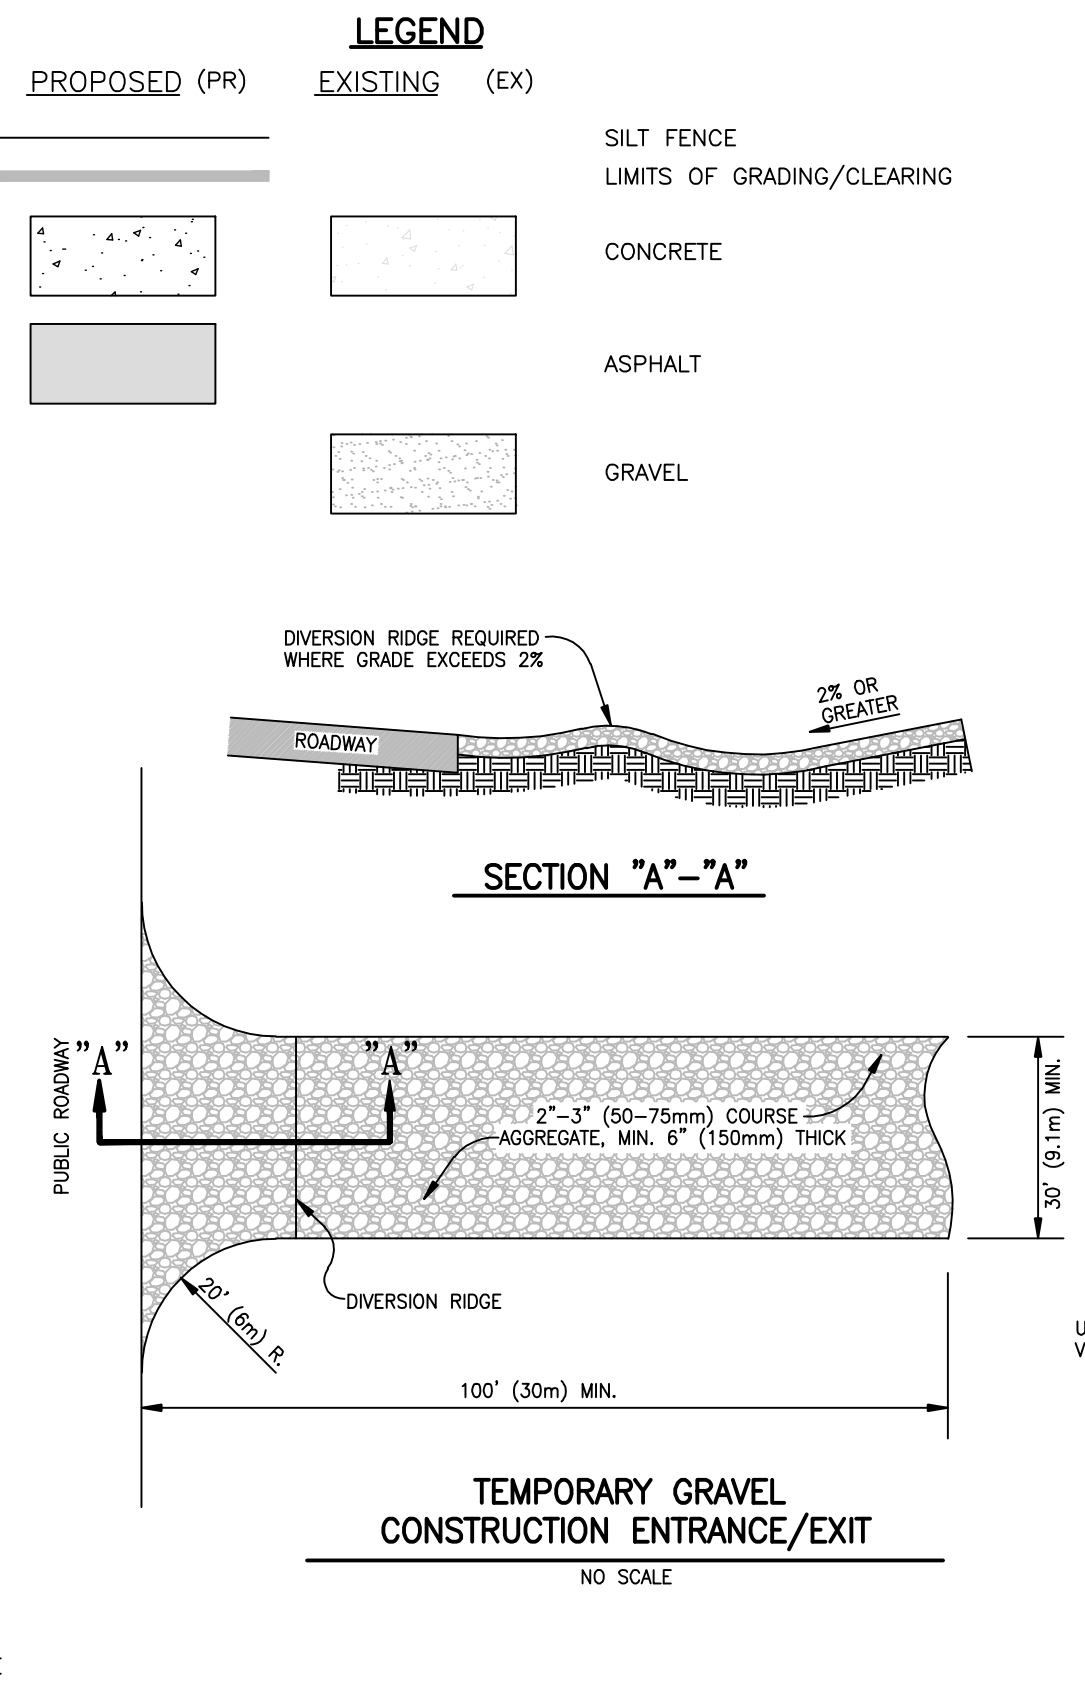 LEGEND
PROPOSED (PR) EXISTING (EX)
SILT FENCE
LIMITS OF GRADING/CLEARING
CONCRETE
ASPHALT
GRAVEL
DIVERSION RIDGE REQUIRED
WHERE GRADE EXCEEDS 2%
2% OR
GREATER
ROADWAY
SECTION "A"-"A"
PUBLIC ROADWAY
"A"
"A"
2"-3" (50-75mm) COURSE
AGGREGATE, MIN. 6" (150mm) THICK
30' (9.1m) MIN.
DIVERSION RIDGE
20' (6m) R.
100' (30m) MIN.
TEMPORARY GRAVEL
CONSTRUCTION ENTRANCE/EXIT
NO SCALE